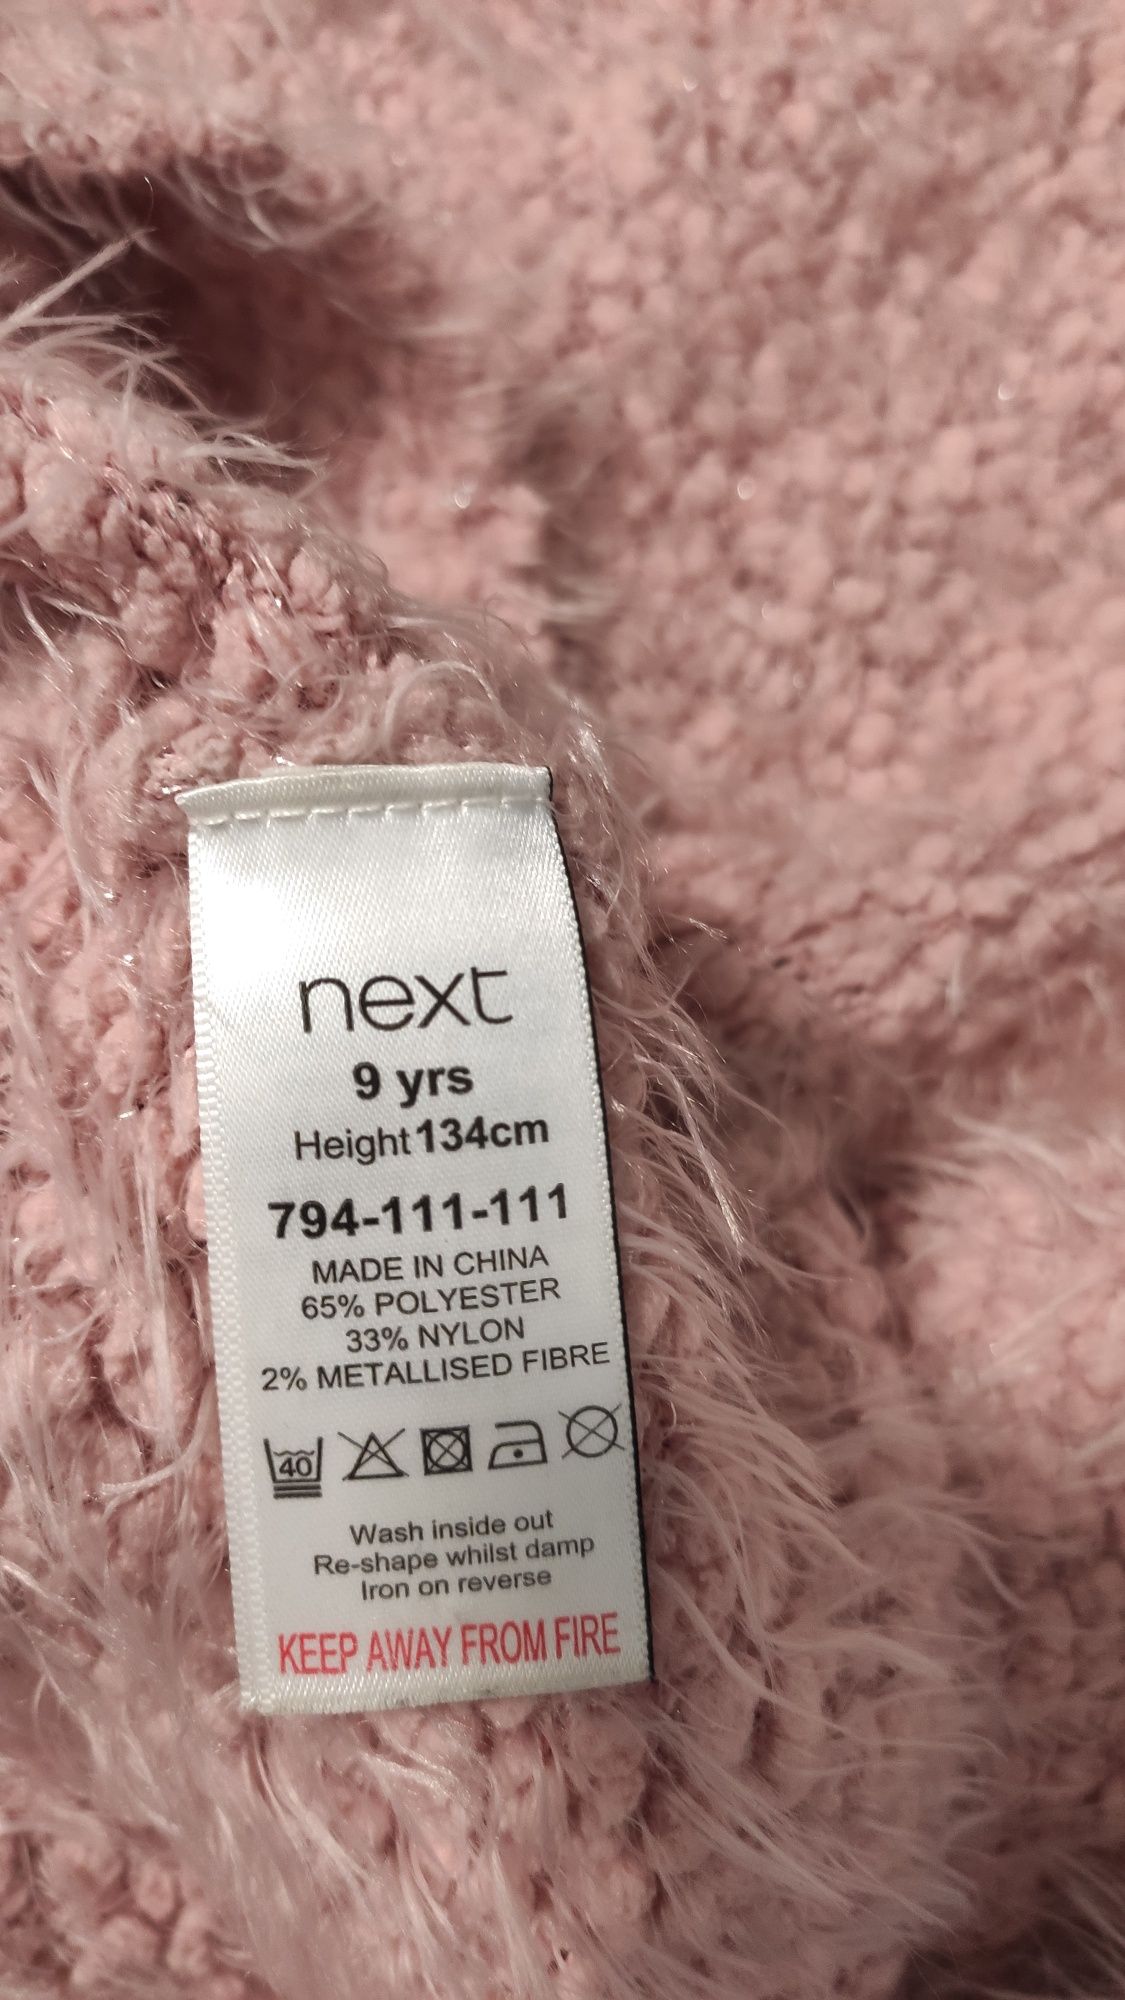 next
9 yrs
Height 134cm
794-111-111
MADE IN CHINA
65% POLYESTER
33% NYLON
2% METALLISED FIBRE
40
Wash inside out
Re-shape whilst damp
Iron on reverse
KEEP AWAY FROM FIRE